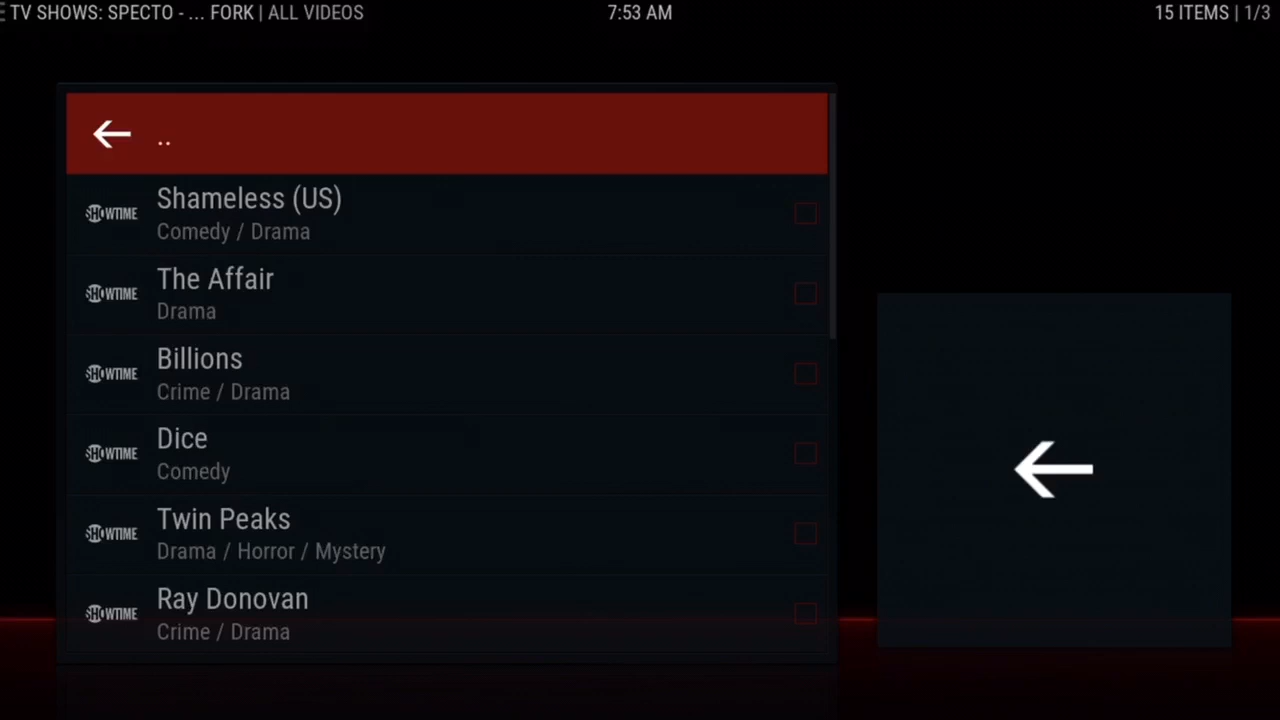 TV SHOWS: SPECTO - ... FORK | ALL VIDEOS
7:53 AM
15 ITEMS | 1/3
..
SHOWTIME
Shameless (US)
Comedy / Drama
SHOWTIME
The Affair
Drama
SHOWTIME
Billions
Crime / Drama
SHOWTIME
Dice
Comedy
SHOWTIME
Twin Peaks
Drama / Horror / Mystery
SHOWTIME
Ray Donovan
Crime / Drama